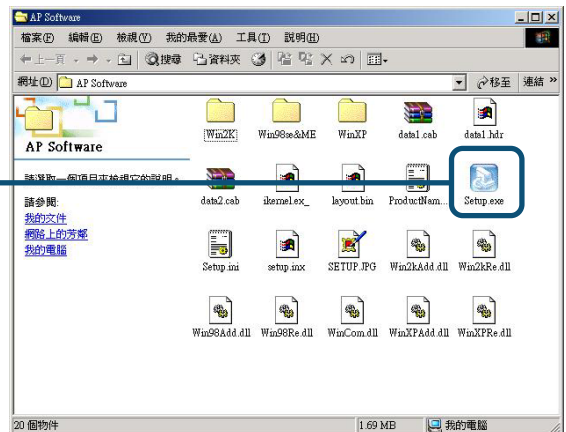 AP Software
檔案(F) 編輯(E) 檢視(V) 我的最愛(A) 工具(T) 說明(H)
上一頁 搜尋 資料夾
網址(D) AP Software 移至 連結 »
AP Software
請選取一個項目來檢視它的說明。
請參閱:
我的文件
網路上的芳鄰
我的電腦
Win2K Win98se&ME WinXP data1.cab data1.hdr
data2.cab ikernel.ex_ layout.bin ProductNam... Setup.exe
Setup.ini setup.inx SETUP.JPG Win2kAdd.dll Win2kRe.dll
Win98Add.dll Win98Re.dll WinCom.dll WinXPAdd.dll WinXPRe.dll
20 個物件 1.69 MB 我的電腦